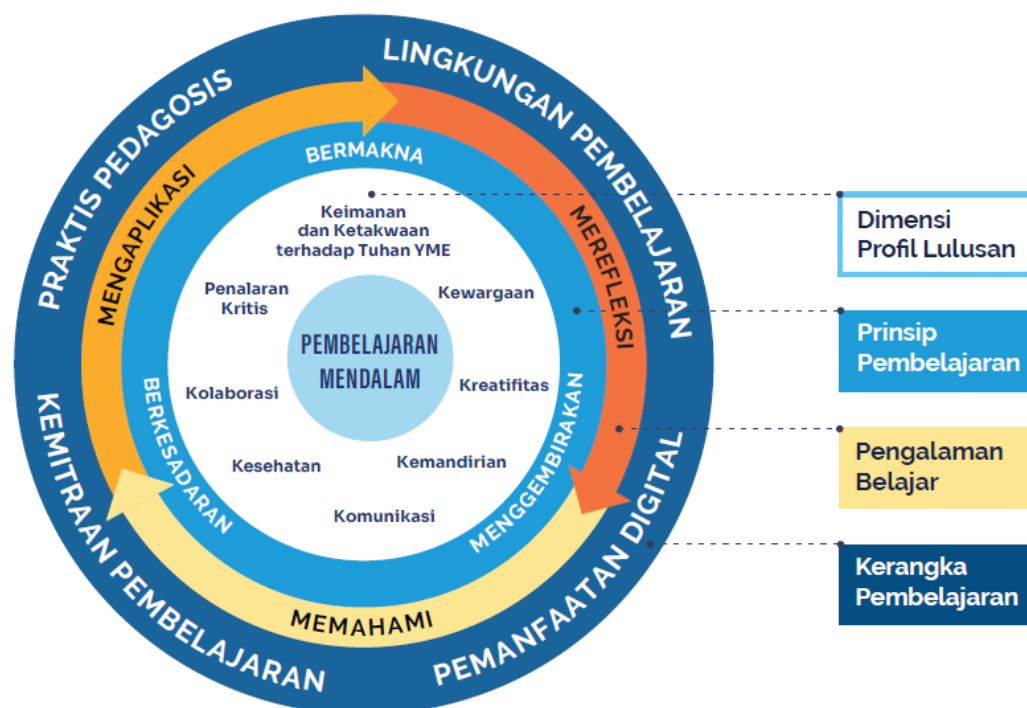 PRAKTIS PEDAGOSIS
LINGKUNGAN PEMBELAJARAN
PEMANFAATAN DIGITAL
KEMITRAAN PEMBELAJARAN
MENGAPLIKASI
MEREFLEKSI
MEMAHAMI
BERMAKNA
MENGGEMBIRAKAN
BERKESADARAN
Keimanan
dan Ketakwaan
terhadap Tuhan YME
Kewargaan
Kreatifitas
Kemandirian
Komunikasi
Kesehatan
Kolaborasi
Penalaran
Kritis
PEMBELAJARAN
MENDALAM
Dimensi
Profil Lulusan
Prinsip
Pembelajaran
Pengalaman
Belajar
Kerangka
Pembelajaran